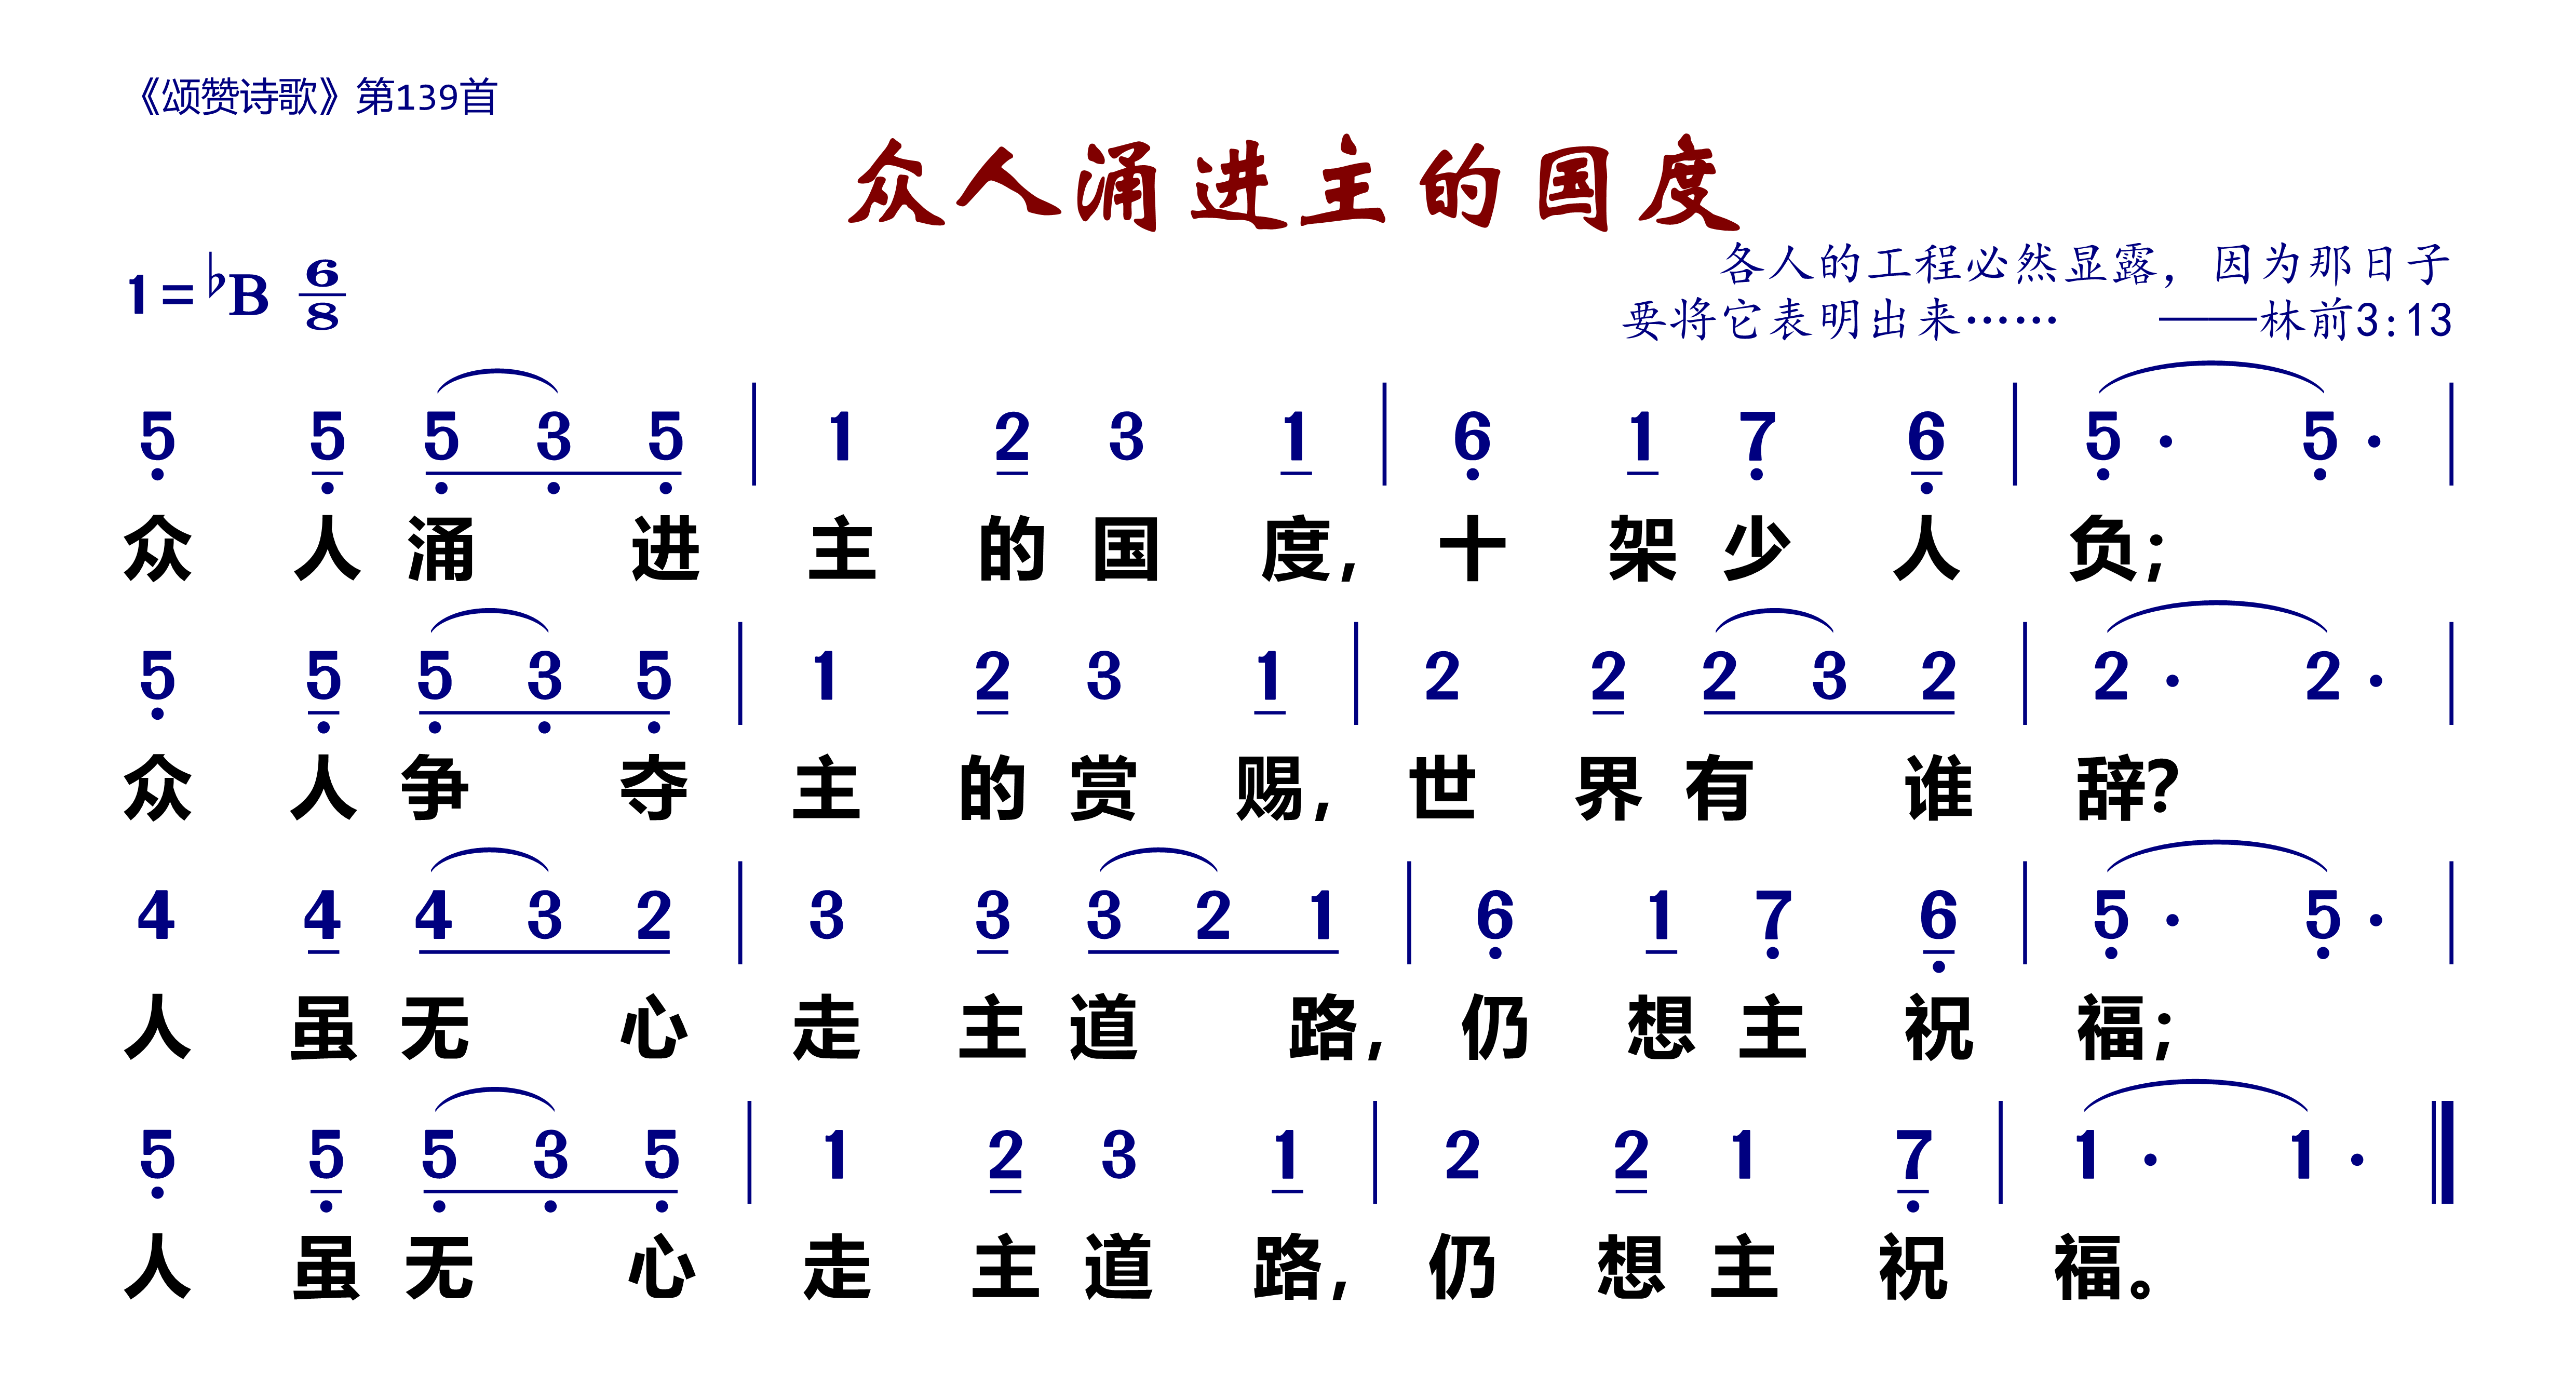 《颂赞诗歌》第139首
众人涌进主的国度
1=♭B 6/8
各人的工程必然显露，因为那日子
要将它表明出来…… ——林前3:13
5̣ 5̣ 5̣ 3̣ 5̣ | 1 2 3 1 | 6̣ 1 7̣ 6̣ | 5̣· 5̣· |
众人涌进主的国度，十架少人负；
5̣ 5̣ 5̣ 3̣ 5̣ | 1 2 3 1 | 2 2 2 3 2 | 2· 2· |
众人争夺主的赏赐，世界有谁辞？
4 4 4 3 2 | 3 3 3 2 1 | 6̣ 1 7̣ 6̣ | 5̣· 5̣· |
人虽无心走主道路，仍想主祝福；
5̣ 5̣ 5̣ 3̣ 5̣ | 1 2 3 1 | 2 2 1 7̣ | 1· 1· ‖
人虽无心走主道路，仍想主祝福。